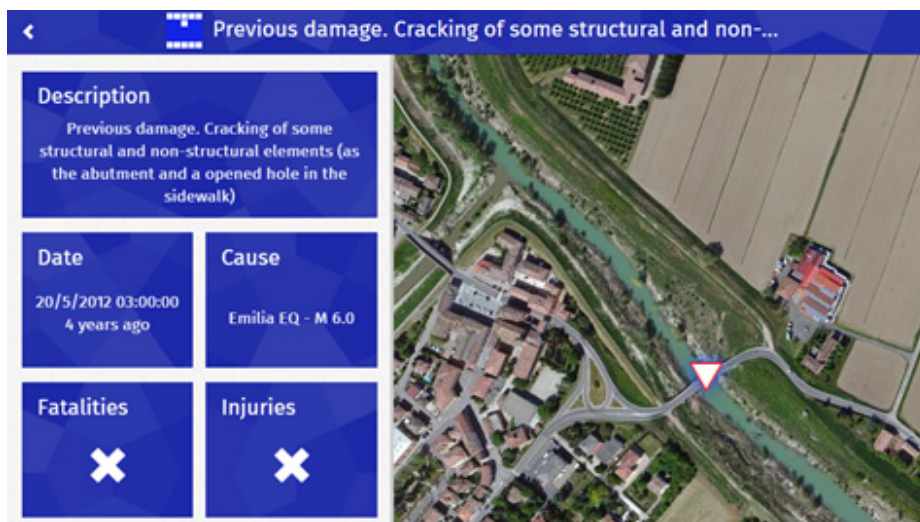 Previous damage. Cracking of some structural and non-...
Description
Previous damage. Cracking of some
structural and non-structural elements (as
the abutment and a opened hole in the
sidewalk)
Date
20/5/2012 03:00:00
4 years ago
Cause
Emilia EQ - M 6.0
Fatalities
Injuries